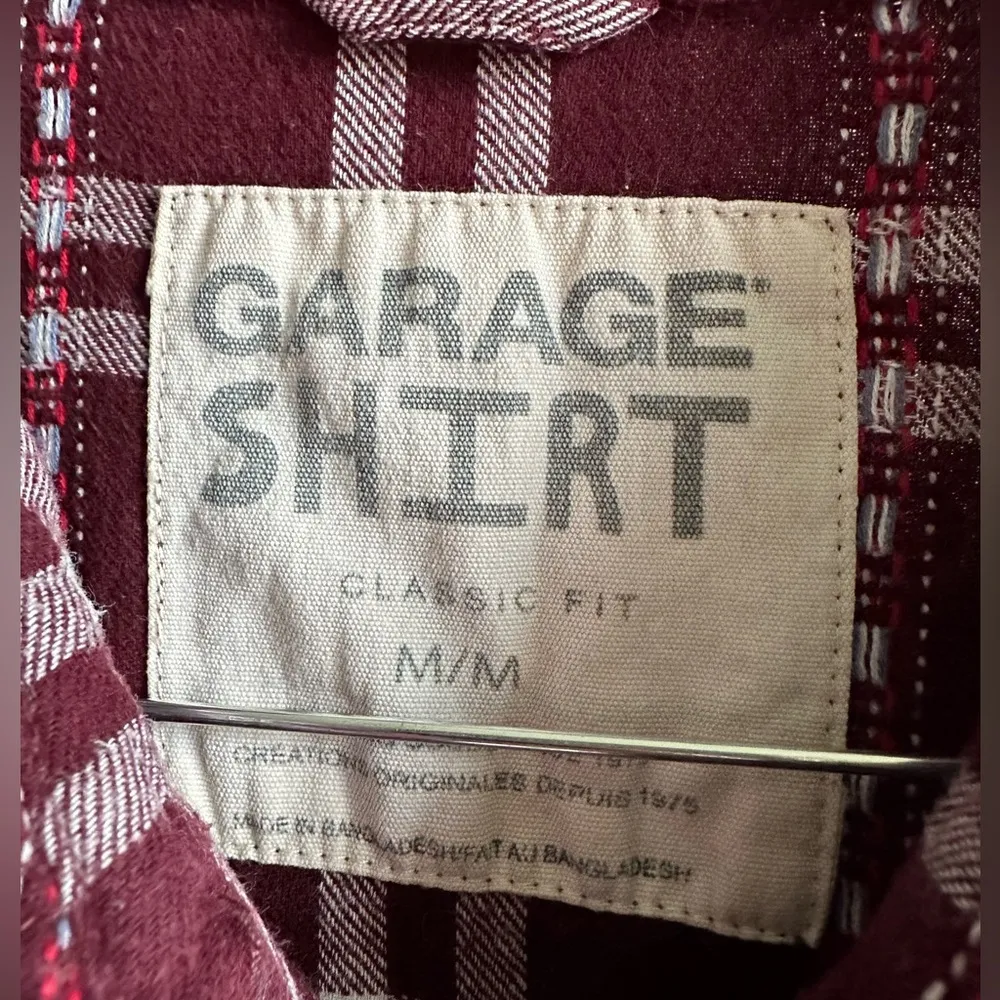 GARAGE
SHIRT
CLASSIC FIT
M/M
CREATIONS ORIGINALES DEPUIS 1975
MADE IN BANGLADESH/FAIT AU BANGLADESH